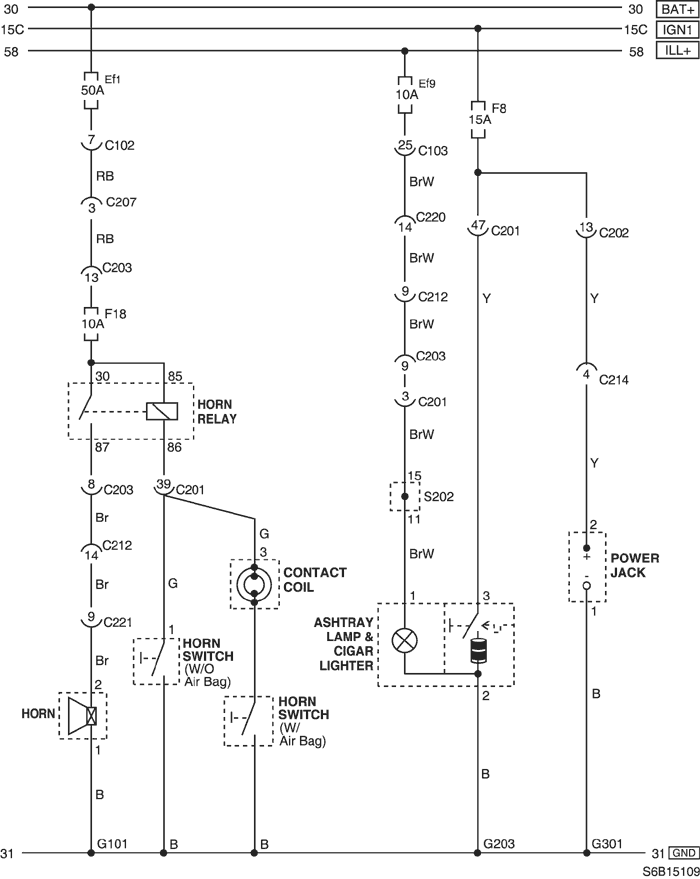 30 30 BAT+
15C 15C IGN1
58 58 ILL+
Ef1
50A
7 C102
RB
3 C207
RB
C203
13
F18
10A
30 85
HORN
RELAY
87 86
8 C203
39 C201
Br
C212
14
Br
9 C221
Br
2
HORN
1
B
G101
G
1
HORN
SWITCH
(W/O
Air Bag)
B
G
3
CONTACT
COIL
HORN
SWITCH
(W/
Air Bag)
B
Ef9
10A
25 C103
BrW
C220
14
BrW
9 C212
BrW
C203
9
3 C201
BrW
15
S202
11
BrW
1 3
ASHTRAY
LAMP &
CIGAR
LIGHTER
2
B
G203
F8
15A
47 C201
Y
13 C202
Y
4 C214
Y
2
+
-
POWER
JACK
1
B
G301
31 31 GND
S6B15109